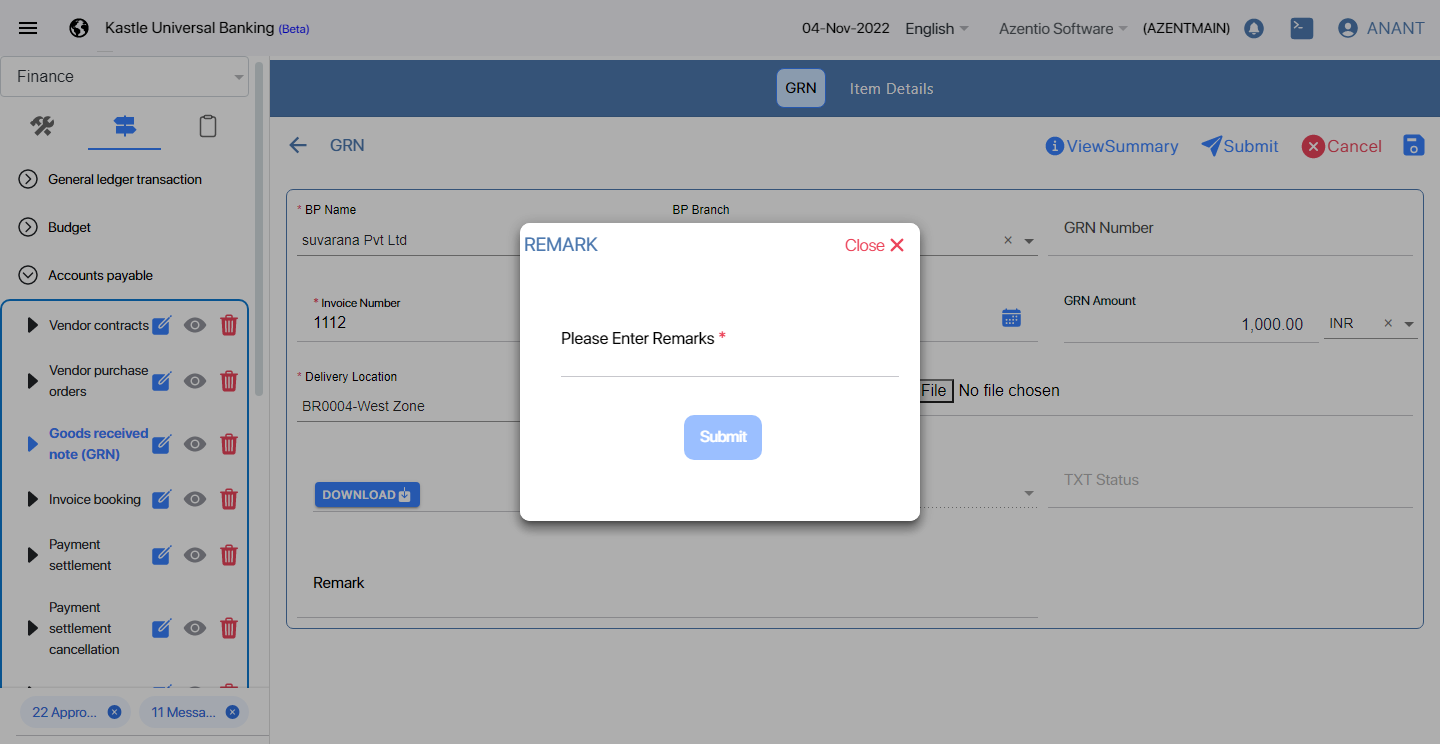 Kastle Universal Banking (Beta)
04-Nov-2022
English
Azentio Software
(AZENTMAIN)
ANANT
Finance
GRN
Item Details
GRN
ViewSummary
Submit
Cancel
General ledger transaction
Budget
Accounts payable
Vendor contracts
Vendor purchase
orders
Goods received
note (GRN)
Invoice booking
Payment
settlement
Payment
settlement
cancellation
22 Appro...
11 Messa...
* BP Name
suvarana Pvt Ltd
BP Branch
×
GRN Number
* Invoice Number
1112
GRN Amount
1,000.00
INR
×
* Delivery Location
BR0004-West Zone
File No file chosen
DOWNLOAD
TXT Status
Remark
REMARK
Close
Please Enter Remarks *
Submit